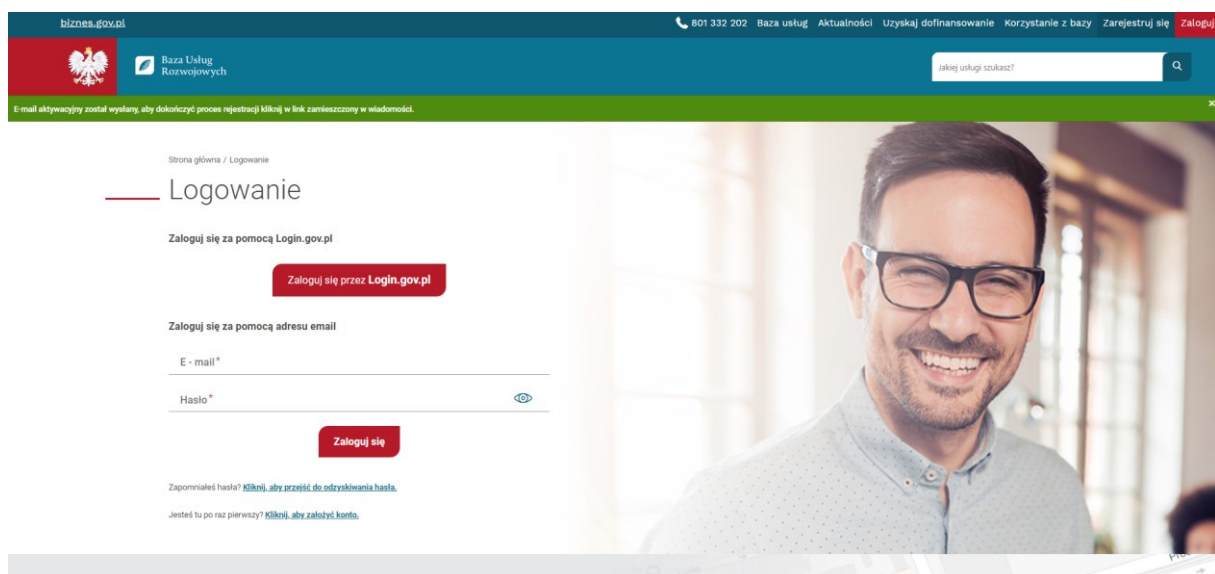 biznes.gov.pl
801 332 202 Baza usług Aktualności Uzyskaj dofinansowanie Korzystanie z bazy Zarejestruj się Zaloguj
Baza Usług
Rozwojowych
Jakiej usługi szukasz?
E-mail aktywacyjny został wysłany, aby dokończyć proces rejestracji kliknij w link zamieszczony w wiadomości.
Strona główna / Logowanie
Logowanie
Zaloguj się za pomocą Login.gov.pl
Zaloguj się przez Login.gov.pl
Zaloguj się za pomocą adresu email
E - mail*
Hasło*
Zaloguj się
Zapomniałeś hasła? Kliknij, aby przejść do odzyskiwania hasła.
Jesteś tu po raz pierwszy? Kliknij, aby założyć konto.